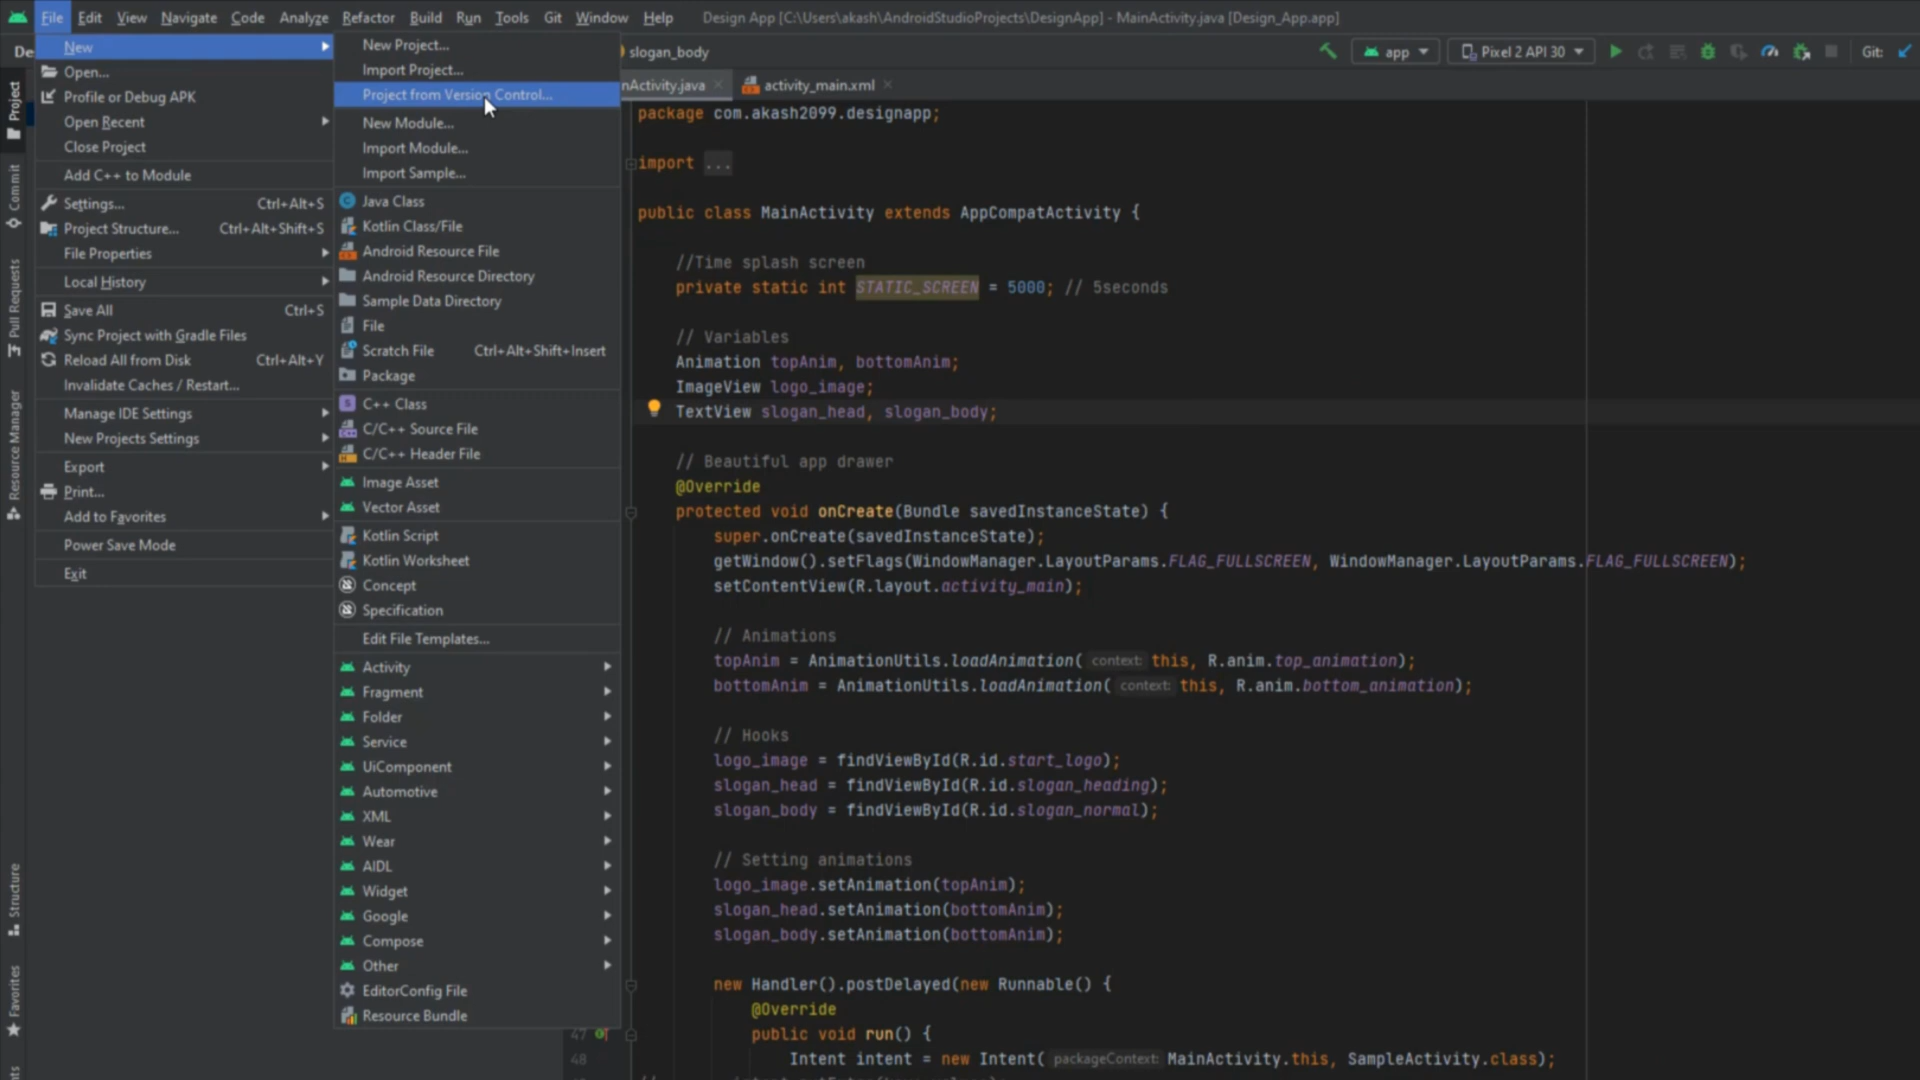 File Edit View Navigate Code Analyze Refactor Build Run Tools Git Window Help Design App [C:\Users\akash\AndroidStudioProjects\DesignApp] - MainActivity.java [Design_App.app]
De slogan_body app Pixel 2 API 30 Git:
nActivity.java activity_main.xml
Project
Commit
Pull Requests
Resource Manager
Structure
Favorites
New
Open...
Profile or Debug APK
Open Recent
Close Project
Add C++ to Module
Settings... Ctrl+Alt+S
Project Structure... Ctrl+Alt+Shift+S
File Properties
Local History
Save All Ctrl+S
Sync Project with Gradle Files
Reload All from Disk Ctrl+Alt+Y
Invalidate Caches / Restart...
Manage IDE Settings
New Projects Settings
Export
Print...
Add to Favorites
Power Save Mode
Exit
New Project...
Import Project...
Project from Version Control...
New Module...
Import Module...
Import Sample...
Java Class
Kotlin Class/File
Android Resource File
Android Resource Directory
Sample Data Directory
File
Scratch File Ctrl+Alt+Shift+Insert
Package
C++ Class
C/C++ Source File
C/C++ Header File
Image Asset
Vector Asset
Kotlin Script
Kotlin Worksheet
Concept
Specification
Edit File Templates...
Activity
Fragment
Folder
Service
UiComponent
Automotive
XML
Wear
AIDL
Widget
Google
Compose
Other
EditorConfig File
Resource Bundle
package com.akash2099.designapp;
import ...
public class MainActivity extends AppCompatActivity {
//Time splash screen
private static int STATIC_SCREEN = 5000; // 5seconds
// Variables
Animation topAnim, bottomAnim;
ImageView logo_image;
TextView slogan_head, slogan_body;
// Beautiful app drawer
@Override
protected void onCreate(Bundle savedInstanceState) {
super.onCreate(savedInstanceState);
getWindow().setFlags(WindowManager.LayoutParams.FLAG_FULLSCREEN, WindowManager.LayoutParams.FLAG_FULLSCREEN);
setContentView(R.layout.activity_main);
// Animations
topAnim = AnimationUtils.loadAnimation( context: this, R.anim.top_animation);
bottomAnim = AnimationUtils.loadAnimation( context: this, R.anim.bottom_animation);
// Hooks
logo_image = findViewById(R.id.start_logo);
slogan_head = findViewById(R.id.slogan_heading);
slogan_body = findViewById(R.id.slogan_normal);
// Setting animations
logo_image.setAnimation(topAnim);
slogan_head.setAnimation(bottomAnim);
slogan_body.setAnimation(bottomAnim);
new Handler().postDelayed(new Runnable() {
@Override
47 public void run() {
48 Intent intent = new Intent( packageContext: MainActivity.this, SampleActivity.class);